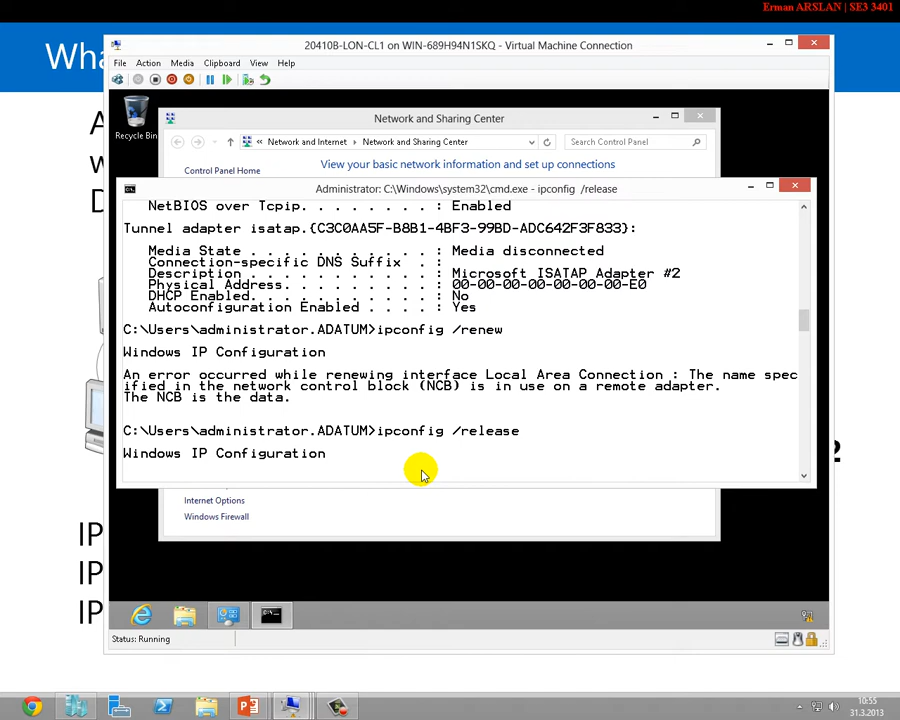 Erman ARSLAN | SE3 3401
20410B-LON-CL1 on WIN-689H94N1SKQ - Virtual Machine Connection
File Action Media Clipboard View Help
Recycle Bin
Network and Sharing Center
« Network and Internet Network and Sharing Center
Search Control Panel
Control Panel Home
View your basic network information and set up connections
Administrator: C:\Windows\system32\cmd.exe - ipconfig /release
NetBIOS over Tcpip. . . . . . . . : Enabled
Tunnel adapter isatap.{C3C0AA5F-B8B1-4BF3-99BD-ADC642F3F833}:
Media State . . . . . . . . . . . : Media disconnected
Connection-specific DNS Suffix  . :
Description . . . . . . . . . . . : Microsoft ISATAP Adapter #2
Physical Address. . . . . . . . . : 00-00-00-00-00-00-00-E0
DHCP Enabled. . . . . . . . . . . : No
Autoconfiguration Enabled . . . . : Yes
C:\Users\administrator.ADATUM>ipconfig /renew
Windows IP Configuration
An error occurred while renewing interface Local Area Connection : The name spec
ified in the network control block (NCB) is in use on a remote adapter.
The NCB is the data.
C:\Users\administrator.ADATUM>ipconfig /release
Windows IP Configuration
Internet Options
Windows Firewall
IP
IP
IP
Status: Running
10:55
31.3.2013